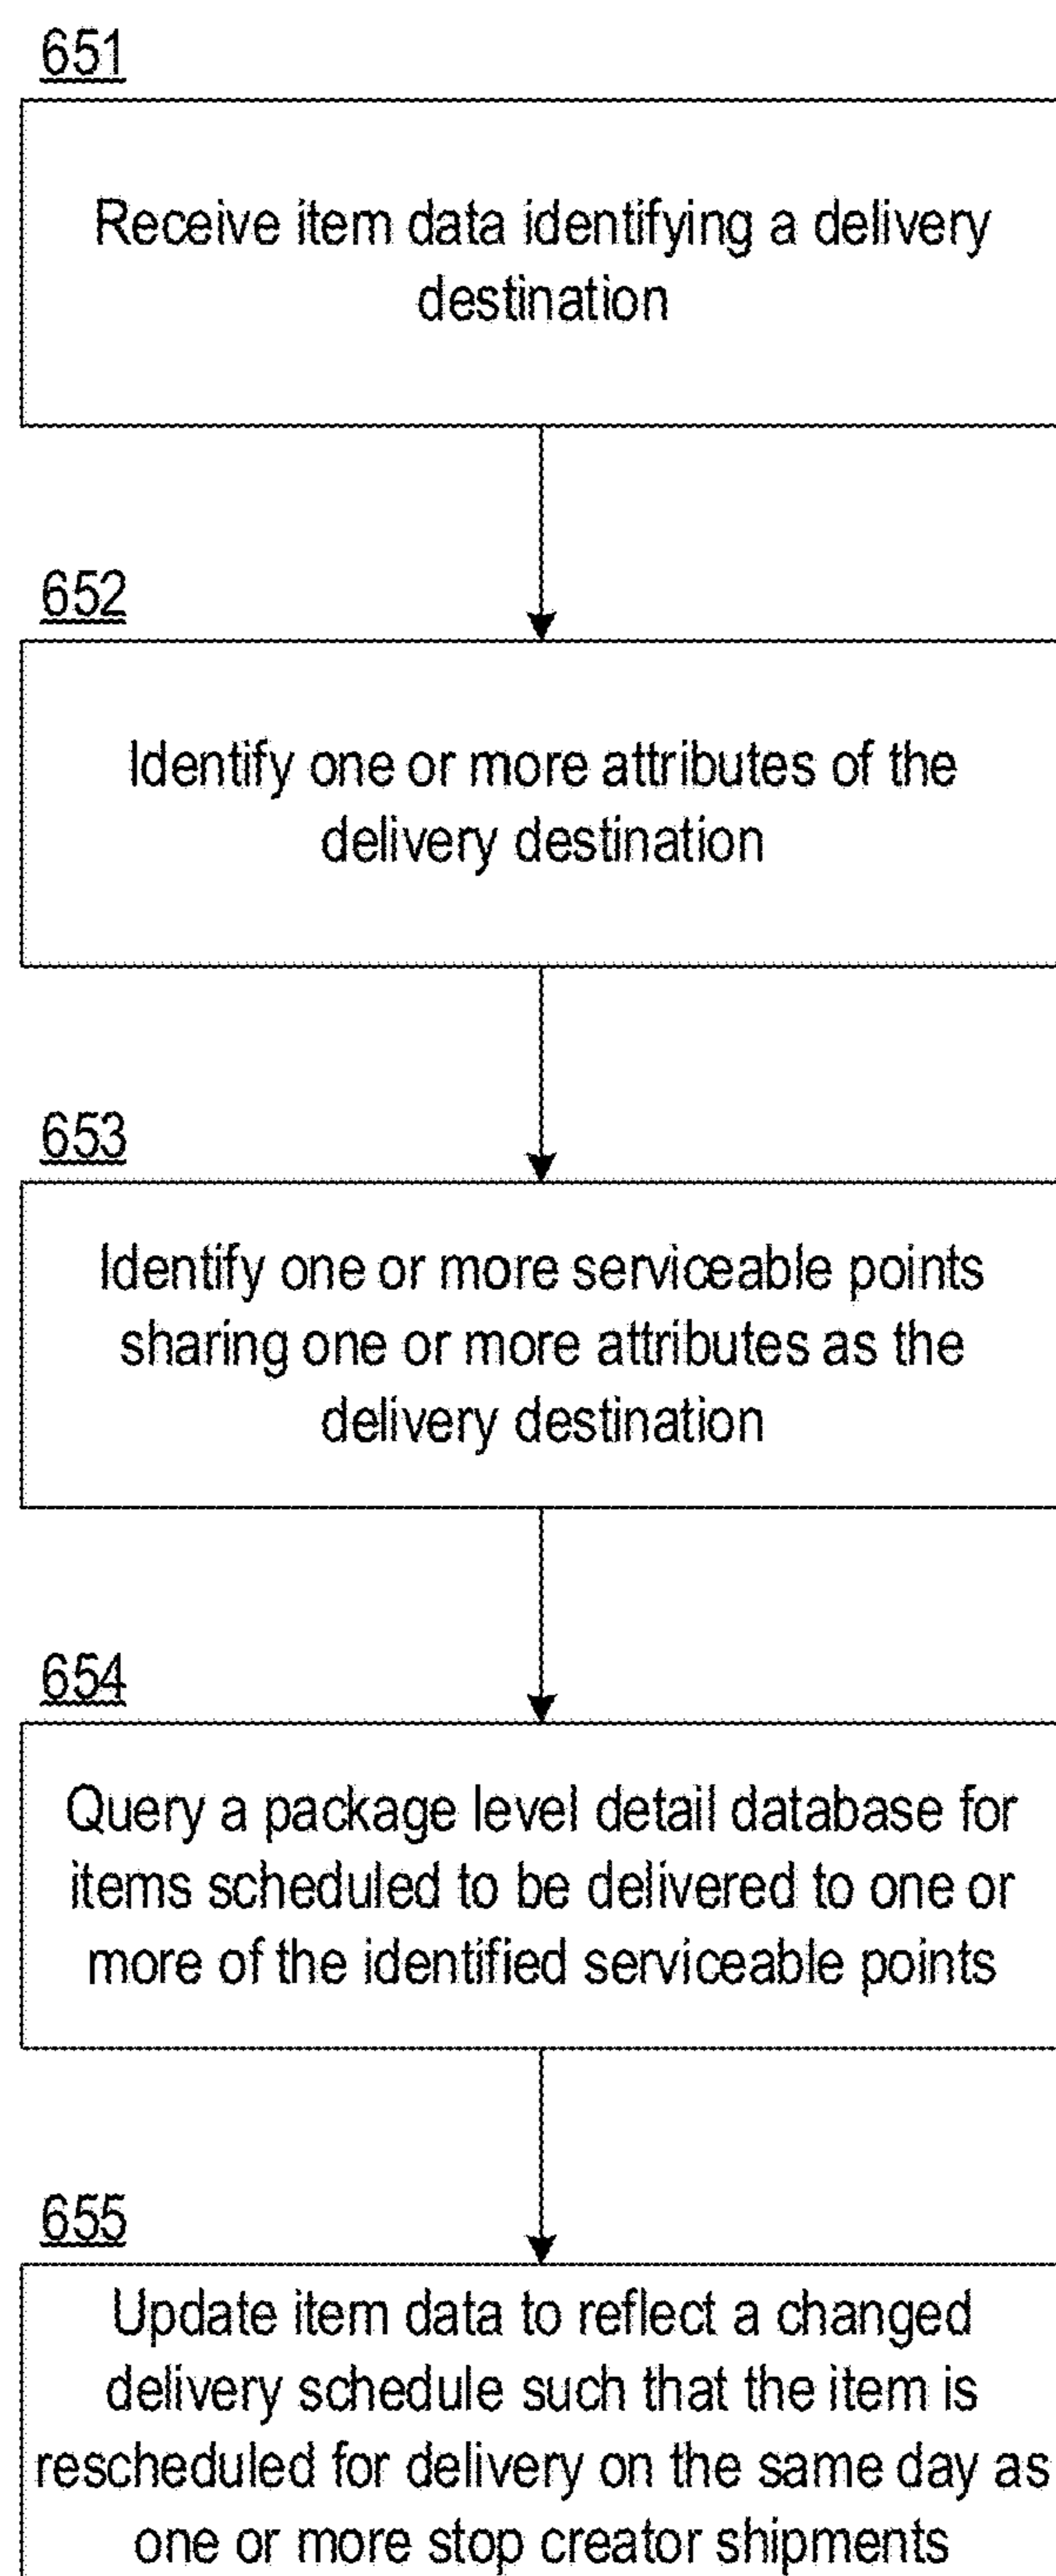 651
Receive item data identifying a delivery
destination
652
Identify one or more attributes of the
delivery destination
653
Identify one or more serviceable points
sharing one or more attributes as the
delivery destination
654
Query a package level detail database for
items scheduled to be delivered to one or
more of the identified serviceable points
655
Update item data to reflect a changed
delivery schedule such that the item is
rescheduled for delivery on the same day as
one or more stop creator shipments